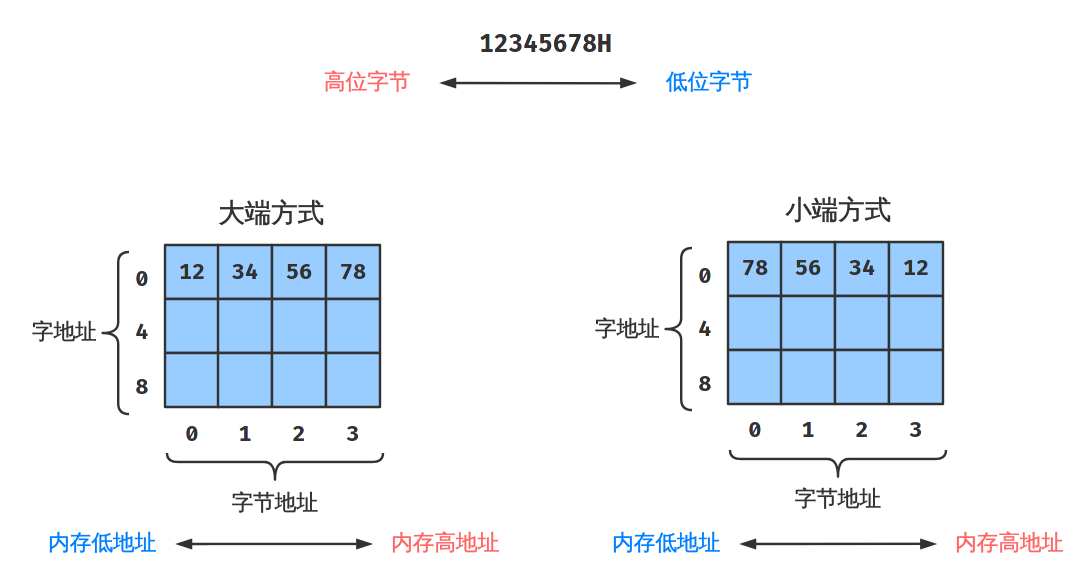 12345678H
高位字节 低位字节
大端方式
0 12 34 56 78
字地址 4
8
0 1 2 3
字节地址
内存低地址 内存高地址
小端方式
0 78 56 34 12
字地址 4
8
0 1 2 3
字节地址
内存低地址 内存高地址